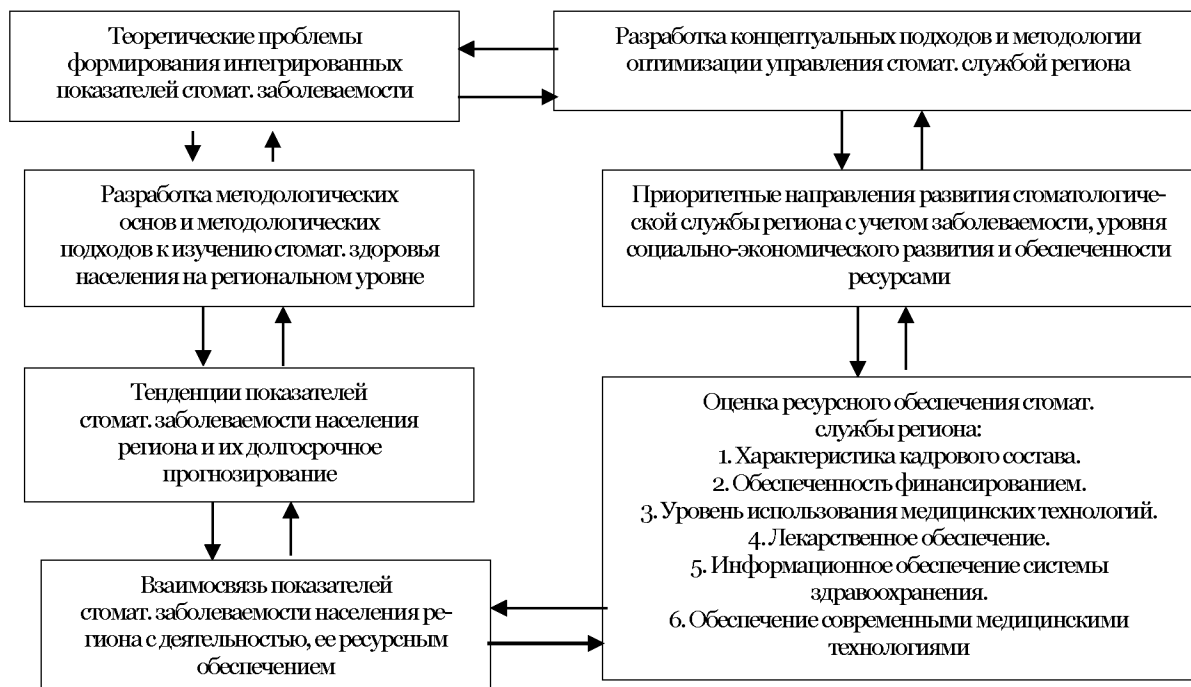 Теоретические проблемы
формирования интегрированных
показателей стомат. заболеваемости
Разработка концептуальных подходов и методологии
оптимизации управления стомат. службой региона
Разработка методологических
основ и методологических
подходов к изучению стомат. здоровья
населения на региональном уровне
Приоритетные направления развития стоматологиче-
ской службы региона с учетом заболеваемости, уровня
социально-экономического развития и обеспеченности
ресурсами
Тенденции показателей
стомат. заболеваемости населения
региона и их долгосрочное
прогнозирование
Оценка ресурсного обеспечения стомат.
службы региона:
1. Характеристика кадрового состава.
2. Обеспеченность финансированием.
3. Уровень использования медицинских технологий.
4. Лекарственное обеспечение.
5. Информационное обеспечение системы
здравоохранения.
6. Обеспечение современными медицинскими
технологиями
Взаимосвязь показателей
стомат. заболеваемости населения ре-
гиона с деятельностью, ее ресурсным
обеспечением